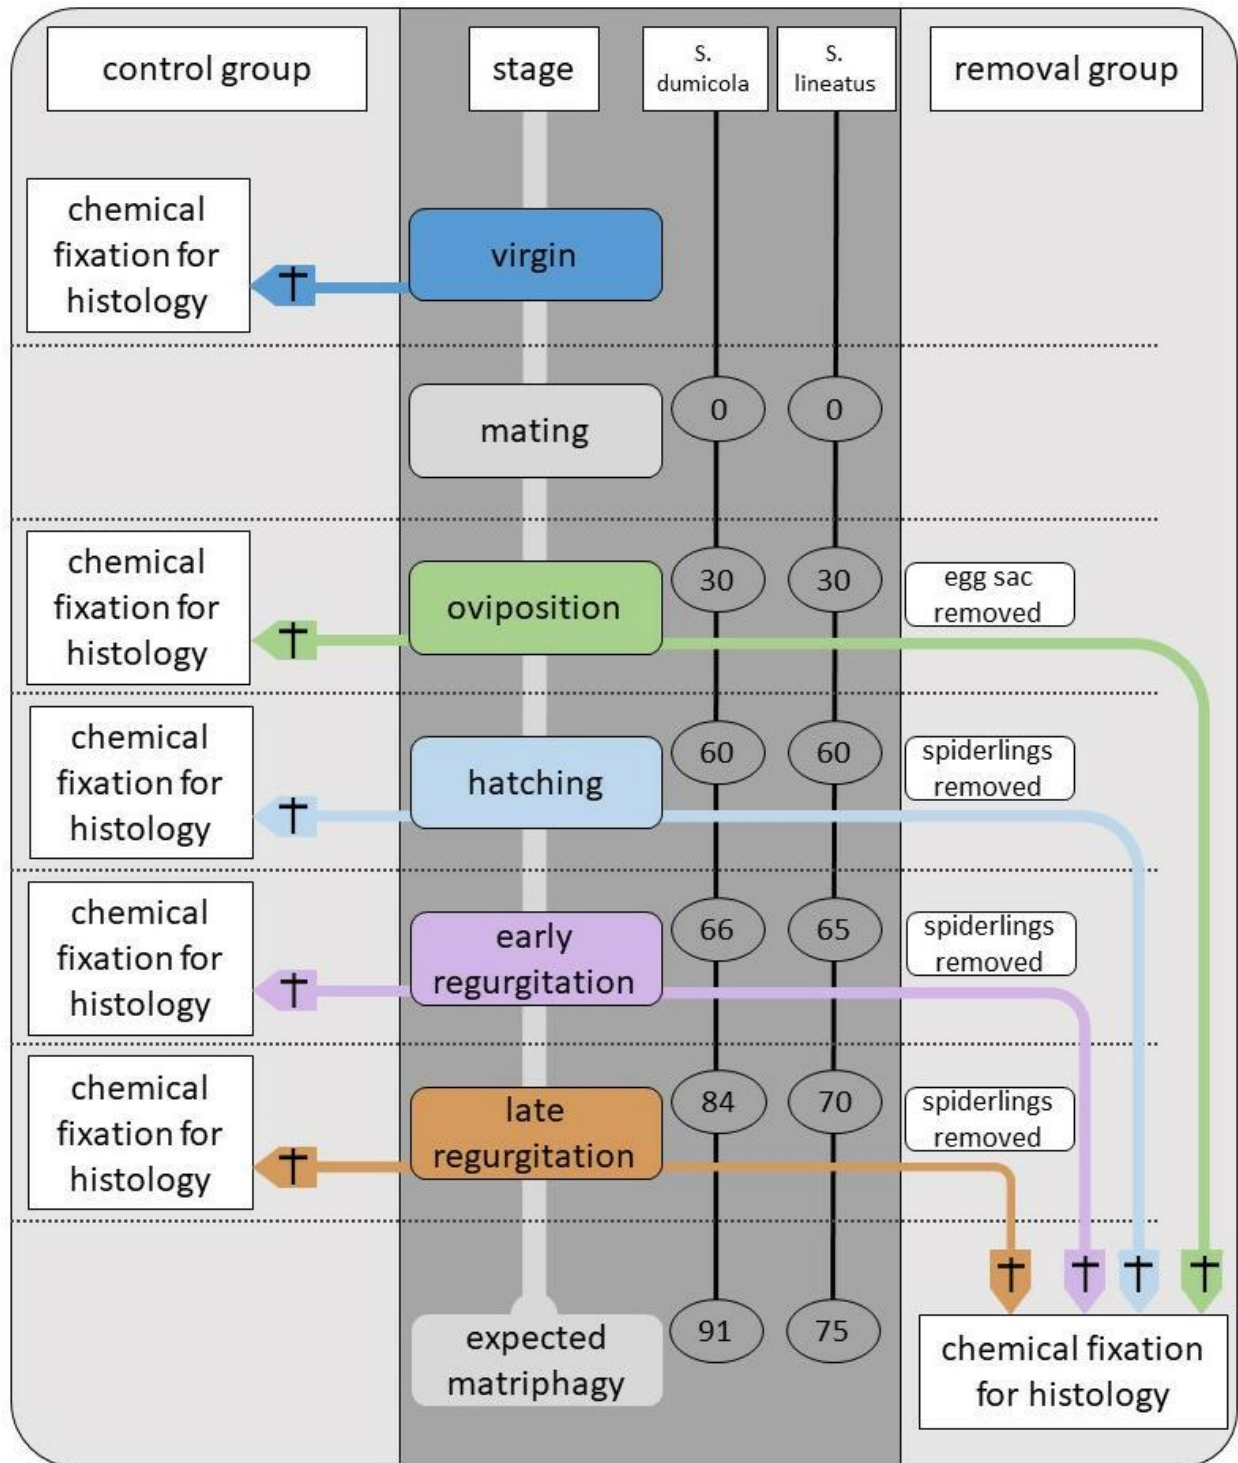 control group
stage
S.
dumicola
S.
lineatus
removal group
chemical
fixation for
histology
virgin
mating
0
0
chemical
fixation for
histology
oviposition
30
30
egg sac
removed
chemical
fixation for
histology
hatching
60
60
spiderlings
removed
chemical
fixation for
histology
early
regurgitation
66
65
spiderlings
removed
chemical
fixation for
histology
late
regurgitation
84
70
spiderlings
removed
expected
matriphagy
91
75
chemical fixation
for histology